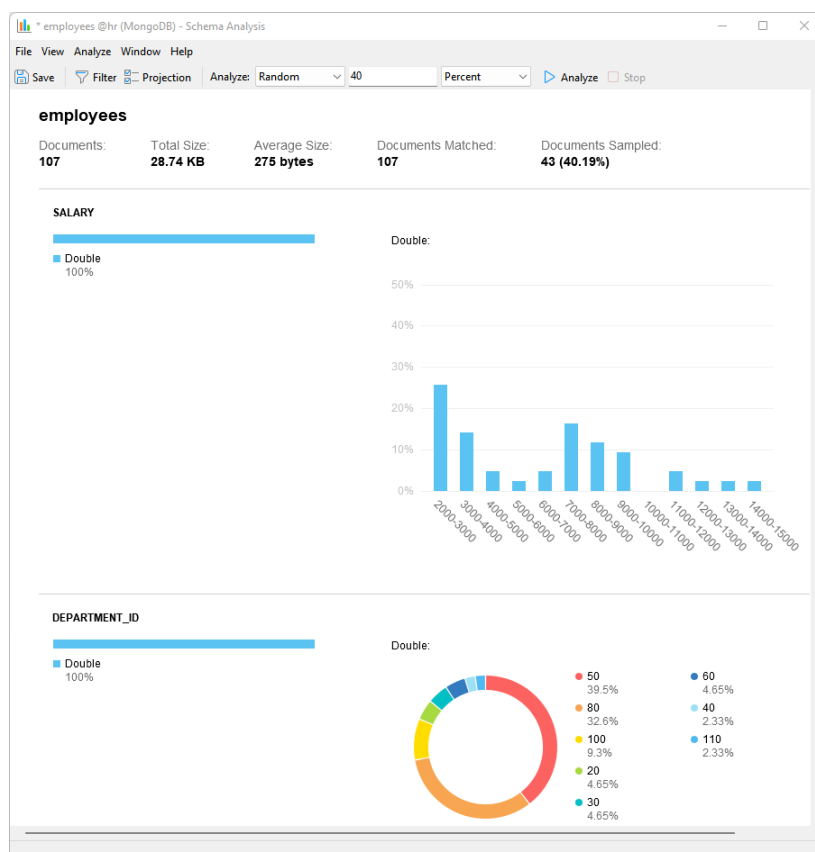 * employees @hr (MongoDB) - Schema Analysis
File View Analyze Window Help
Save Filter Projection Analyze: Random 40 Percent Analyze Stop
employees
Documents: Total Size: Average Size: Documents Matched: Documents Sampled:
107 28.74 KB 275 bytes 107 43 (40.19%)
SALARY
Double
100%
Double:
50%
40%
30%
20%
10%
0%
2000-3000 3000-4000 4000-5000 5000-6000 6000-7000 7000-8000 8000-9000 9000-10000 10000-11000 11000-12000 12000-13000 13000-14000 14000-15000
DEPARTMENT_ID
Double
100%
Double:
50
39.5%
80
32.6%
100
9.3%
20
4.65%
30
4.65%
60
4.65%
40
2.33%
110
2.33%